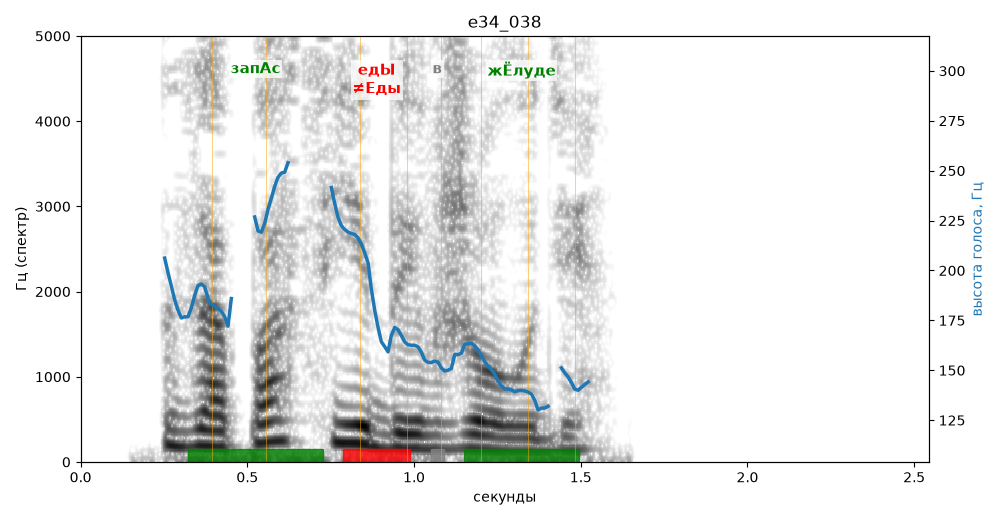 e34_038
запАс
едЫ
≠Еды
в
жЁлуде
Гц (спектр)
высота голоса, Гц
секунды
5000
4000
3000
2000
1000
0
300
275
250
225
200
175
150
125
0.0
0.5
1.0
1.5
2.0
2.5